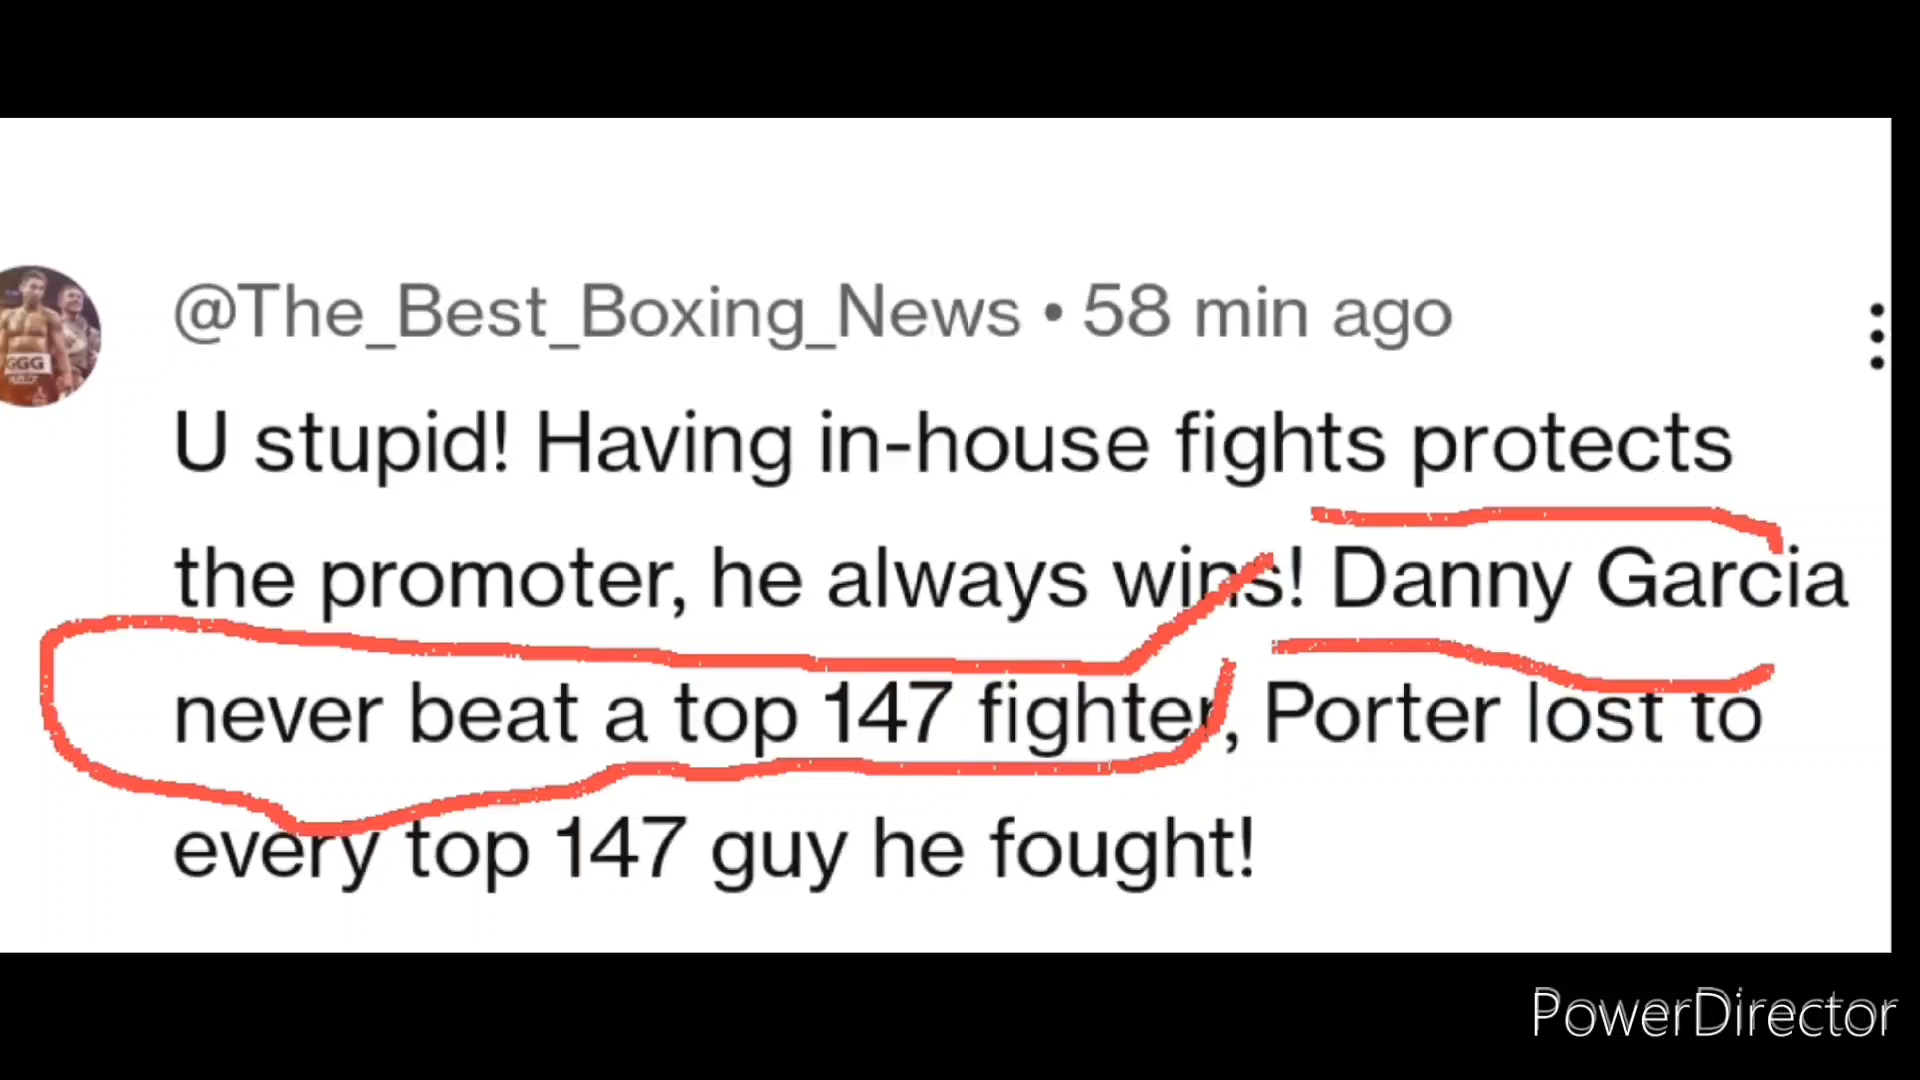 @The_Best_Boxing_News • 58 min ago
U stupid! Having in-house fights protects
the promoter, he always wins! Danny Garcia
never beat a top 147 fighter, Porter lost to
every top 147 guy he fought!
GGG
PowerDirector